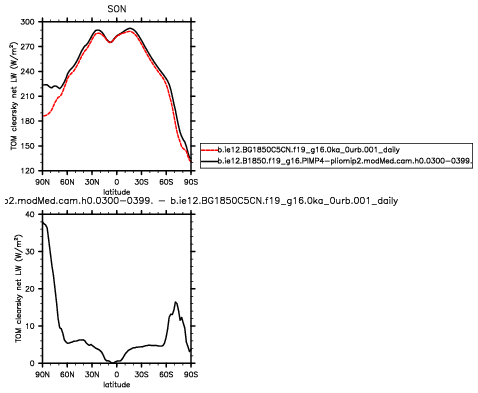 SON
300
270
240
210
180
150
120
TOM clearsky net LW (W/m²)
90N 60N 30N 0 30S 60S 90S
latitude
b.ie12.BG1850C5CN.f19_g16.0ka_0urb.001_daily
b.ie12.B1850.f19_g16.PlMP4-pliomip2.modMed.cam.h0.0300-0399.
p2.modMed.cam.h0.0300-0399. - b.ie12.BG1850C5CN.f19_g16.0ka_0urb.001_daily
40
30
20
10
0
TOM clearsky net LW (W/m²)
90N 60N 30N 0 30S 60S 90S
latitude